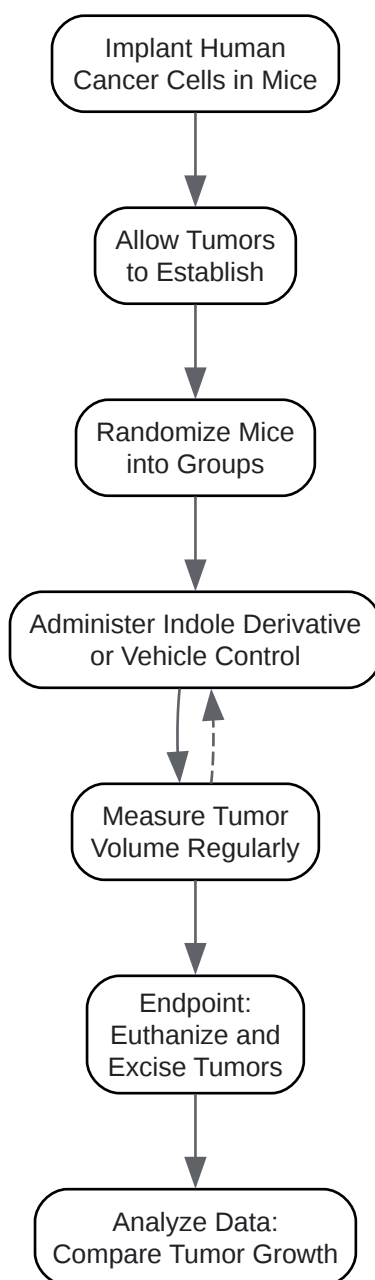 Implant Human
Cancer Cells in Mice
Allow Tumors
to Establish
Randomize Mice
into Groups
Administer Indole Derivative
or Vehicle Control
Measure Tumor
Volume Regularly
Endpoint:
Euthanize and
Excise Tumors
Analyze Data:
Compare Tumor Growth